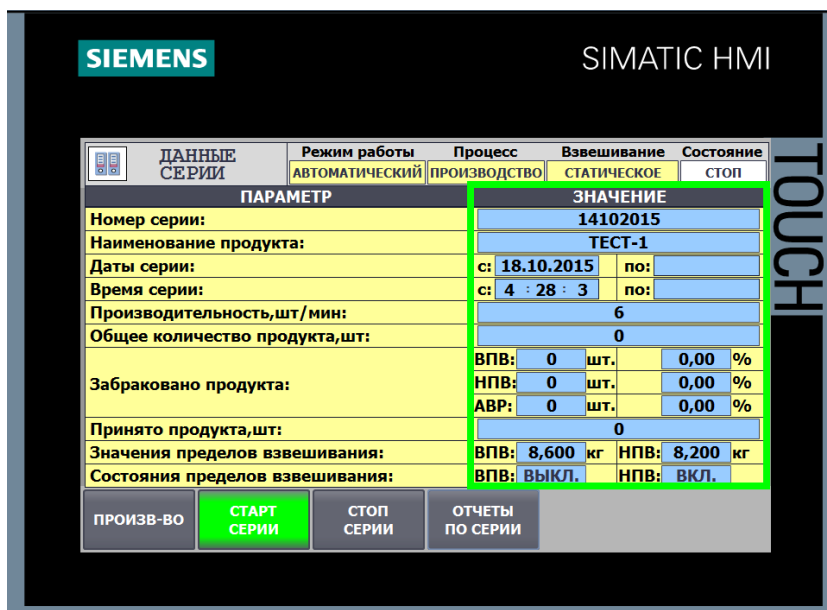 SIEMENS
SIMATIC HMI
TOUCH
ДАННЫЕ СЕРИИ
Режим работы Процесс Взвешивание Состояние
АВТОМАТИЧЕСКИЙ ПРОИЗВОДСТВО СТАТИЧЕСКОЕ СТОП
ПАРАМЕТР ЗНАЧЕНИЕ
Номер серии: 14102015
Наименование продукта: ТЕСТ-1
Даты серии: с: 18.10.2015 по:
Время серии: с: 4 : 28 : 3 по:
Производительность,шт/мин: 6
Общее количество продукта,шт: 0
Забраковано продукта:
ВПВ: 0 шт. 0,00 %
НПВ: 0 шт. 0,00 %
АВР: 0 шт. 0,00 %
Принято продукта,шт: 0
Значения пределов взвешивания: ВПВ: 8,600 кг НПВ: 8,200 кг
Состояния пределов взвешивания: ВПВ: ВЫКЛ. НПВ: ВКЛ.
ПРОИЗВ-ВО
СТАРТ СЕРИИ
СТОП СЕРИИ
ОТЧЕТЫ ПО СЕРИИ